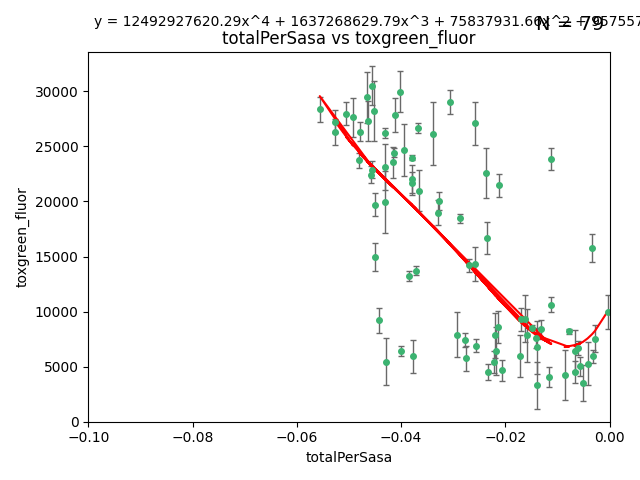 y = 12492927620.29x^4 + 1637268629.79x^3 + 75837931.66x^2 +
N = 79
totalPerSasa vs toxgreen_fluor
toxgreen_fluor
30000
25000
20000
15000
10000
5000
0
−0.10
−0.08
−0.06
−0.04
−0.02
0.00
totalPerSasa